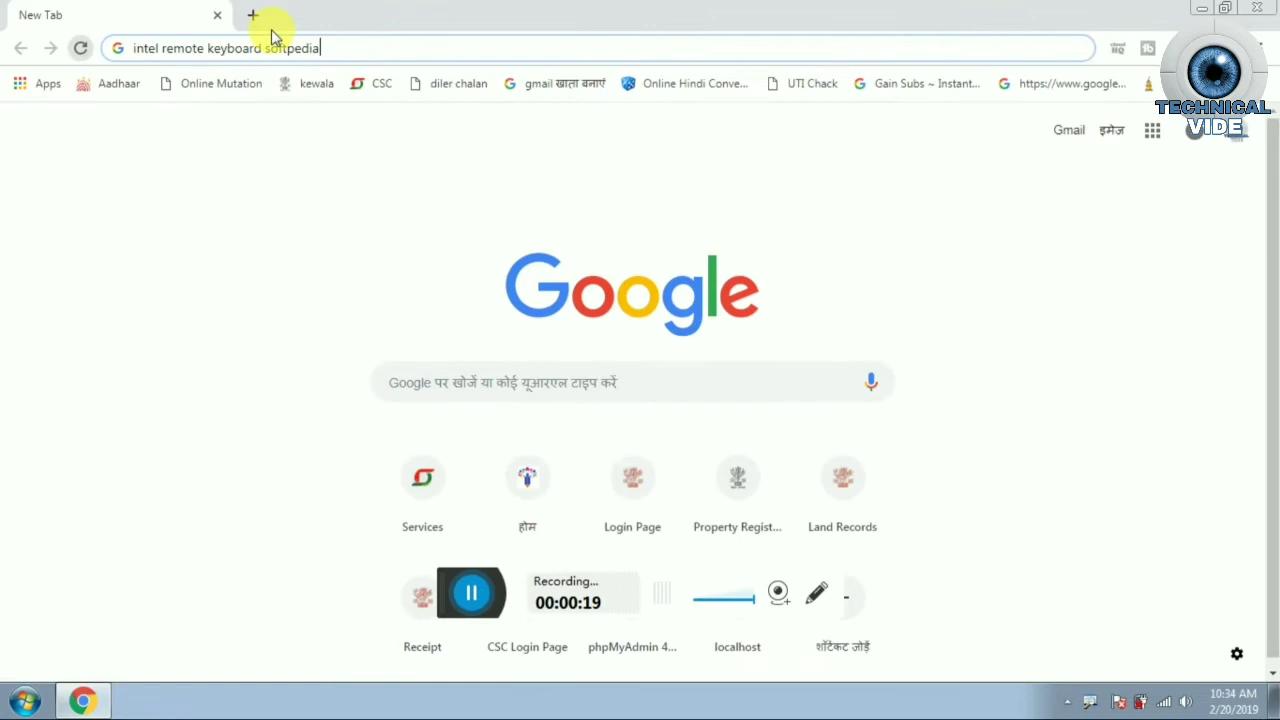 New Tab
intel remote keyboard softpedia
Apps Aadhaar Online Mutation kewala CSC diler chalan gmail खाता बनाएं Online Hindi Conve... UTI Chack Gain Subs ~ Instant... https://www.google...
TECHNICAL
VIDE
Gmail इमेज
Google
Google पर खोजें या कोई यूआरएल टाइप करें
Services होम Login Page Property Regist... Land Records
Recording...
00:00:19
Receipt CSC Login Page phpMyAdmin 4... localhost शॉर्टकट जोड़ें
10:34 AM
2/20/2019